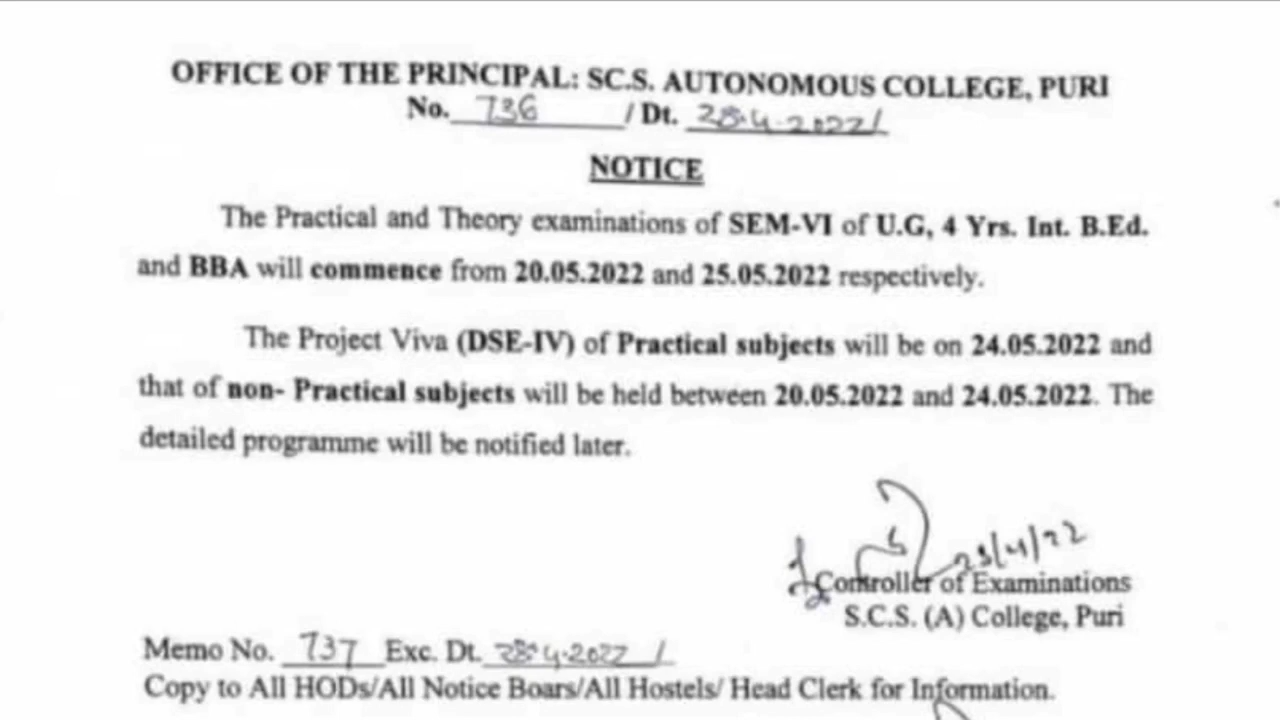 OFFICE OF THE PRINCIPAL: SC.S. AUTONOMOUS COLLEGE, PURI
No. 736 / Dt. 28.4.2022/
NOTICE
The Practical and Theory examinations of SEM-VI of U.G, 4 Yrs. Int. B.Ed.
and BBA will commence from 20.05.2022 and 25.05.2022 respectively.
The Project Viva (DSE-IV) of Practical subjects will be on 24.05.2022 and
that of non- Practical subjects will be held between 20.05.2022 and 24.05.2022. The
detailed programme will be notified later.
Controller of Examinations
S.C.S. (A) College, Puri
Memo No. 737 Exc. Dt. 28.4.2022 /
Copy to All HODs/All Notice Boars/All Hostels/ Head Clerk for Information.